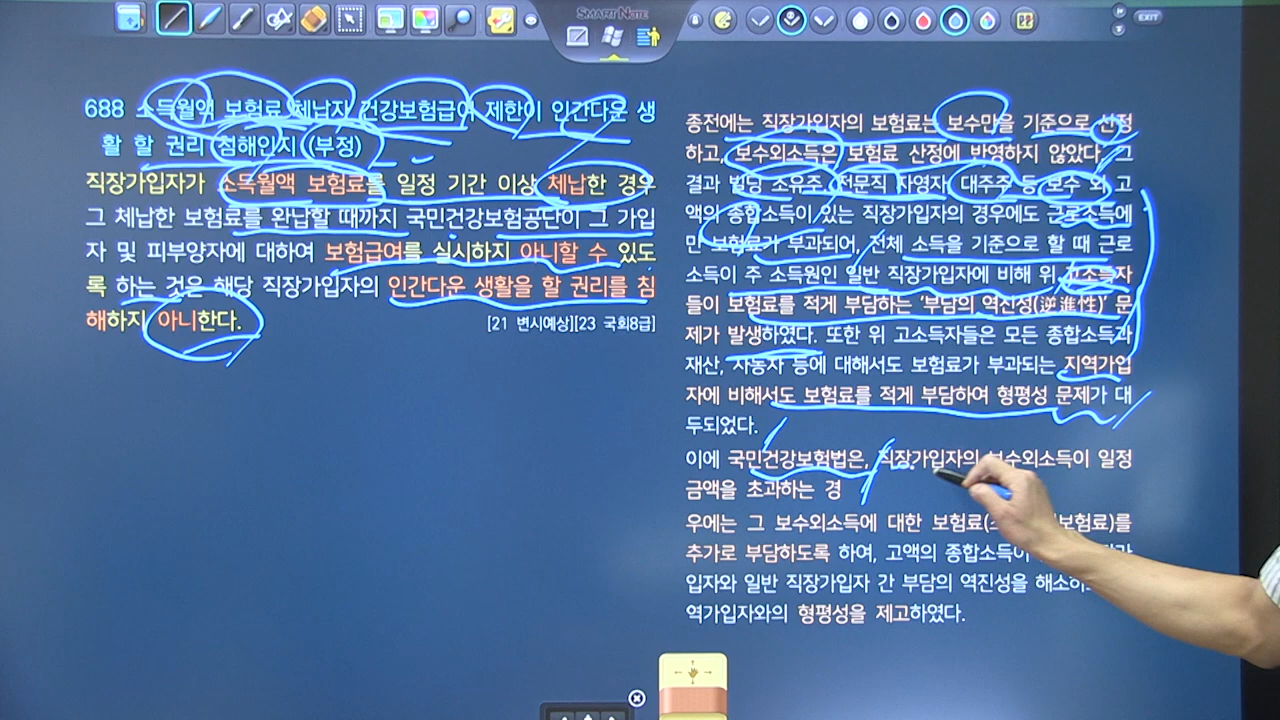 SMART NOTE
EXIT
688 소득월액 보험료 체납자 건강보험급여 제한이 인간다운 생
활 할 권리 침해인지 (부정)
직장가입자가 소득월액 보험료를 일정 기간 이상 체납한 경우
그 체납한 보험료를 완납할 때까지 국민건강보험공단이 그 가입
자 및 피부양자에 대하여 보험급여를 실시하지 아니할 수 있도
록 하는 것은 해당 직장가입자의 인간다운 생활을 할 권리를 침
해하지 아니한다.
[21 변시예상][23 국회8급]
종전에는 직장가입자의 보험료는 보수만을 기준으로 산정
하고, 보수외소득은 보험료 산정에 반영하지 않았다. 그
결과 빌딩 소유주, 전문직 자영자, 대주주 등 보수 외 고
액의 종합소득이 있는 직장가입자의 경우에도 근로소득에
만 보험료가 부과되어, 전체 소득을 기준으로 할 때 근로
소득이 주 소득원인 일반 직장가입자에 비해 위 고소득자
들이 보험료를 적게 부담하는 '부담의 역진성(逆進性)' 문
제가 발생하였다. 또한 위 고소득자들은 모든 종합소득과
재산, 자동차 등에 대해서도 보험료가 부과되는 지역가입
자에 비해서도 보험료를 적게 부담하여 형평성 문제가 대
두되었다.
이에 국민건강보험법은, 직장가입자의 보수외소득이 일정
금액을 초과하는 경
우에는 그 보수외소득에 대한 보험료(소 보험료)를
추가로 부담하도록 하여, 고액의 종합소득이
입자와 일반 직장가입자 간 부담의 역진성을 해소하
역가입자와의 형평성을 제고하였다.